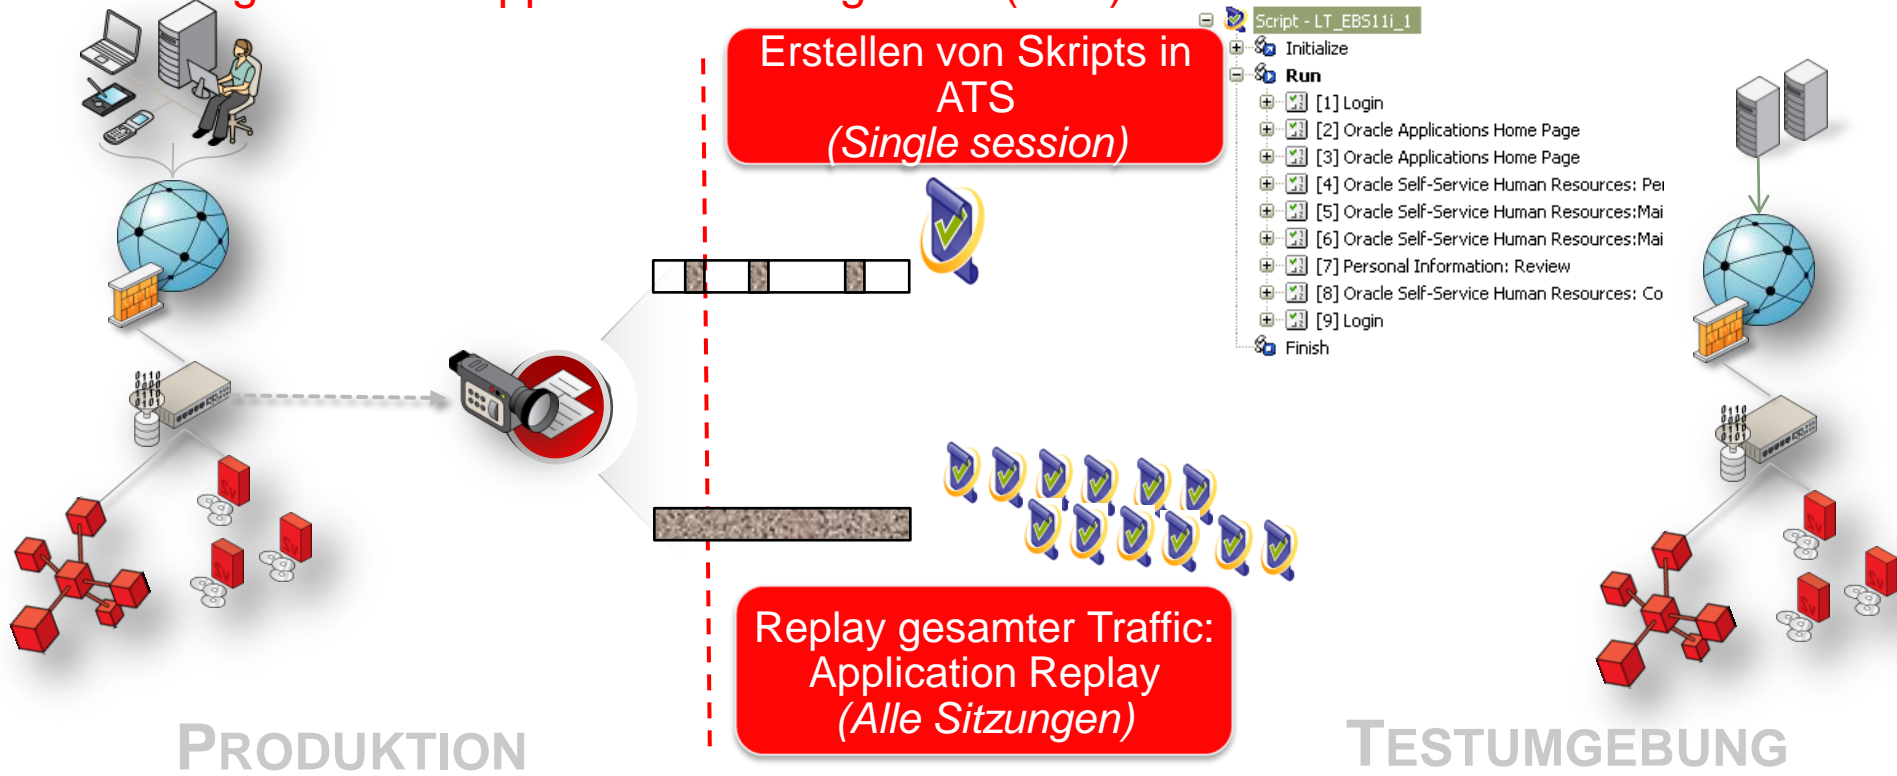 Erstellen von Skripts in
ATS
(Single session)
Script - LT_EBS11i_1
Initialize
Run
[1] Login
[2] Oracle Applications Home Page
[3] Oracle Applications Home Page
[4] Oracle Self-Service Human Resources: Per
[5] Oracle Self-Service Human Resources:Mai
[6] Oracle Self-Service Human Resources:Mai
[7] Personal Information: Review
[8] Oracle Self-Service Human Resources: Co
[9] Login
Finish
Replay gesamter Traffic:
Application Replay
(Alle Sitzungen)
PRODUKTION
TESTUMGEBUNG